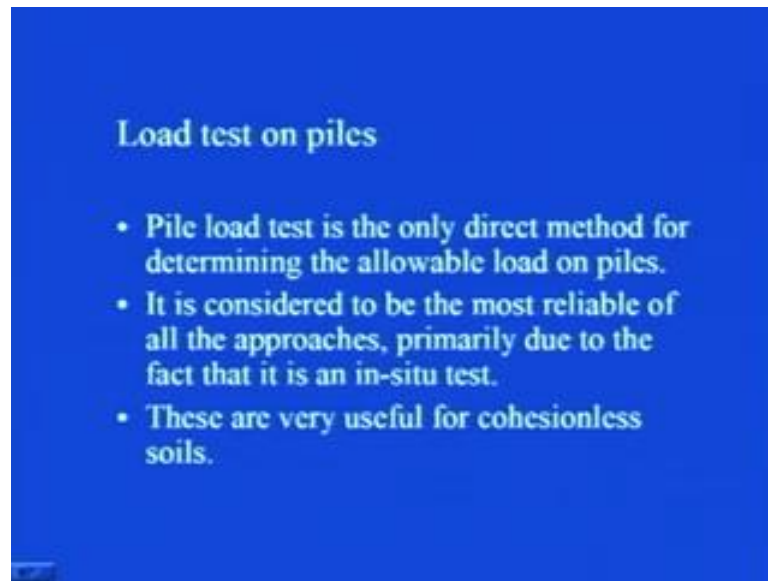 Load test on piles
• Pile load test is the only direct method for
determining the allowable load on piles.
• It is considered to be the most reliable of
all the approaches, primarily due to the
fact that it is an in-situ test.
• These are very useful for cohesionless
soils.